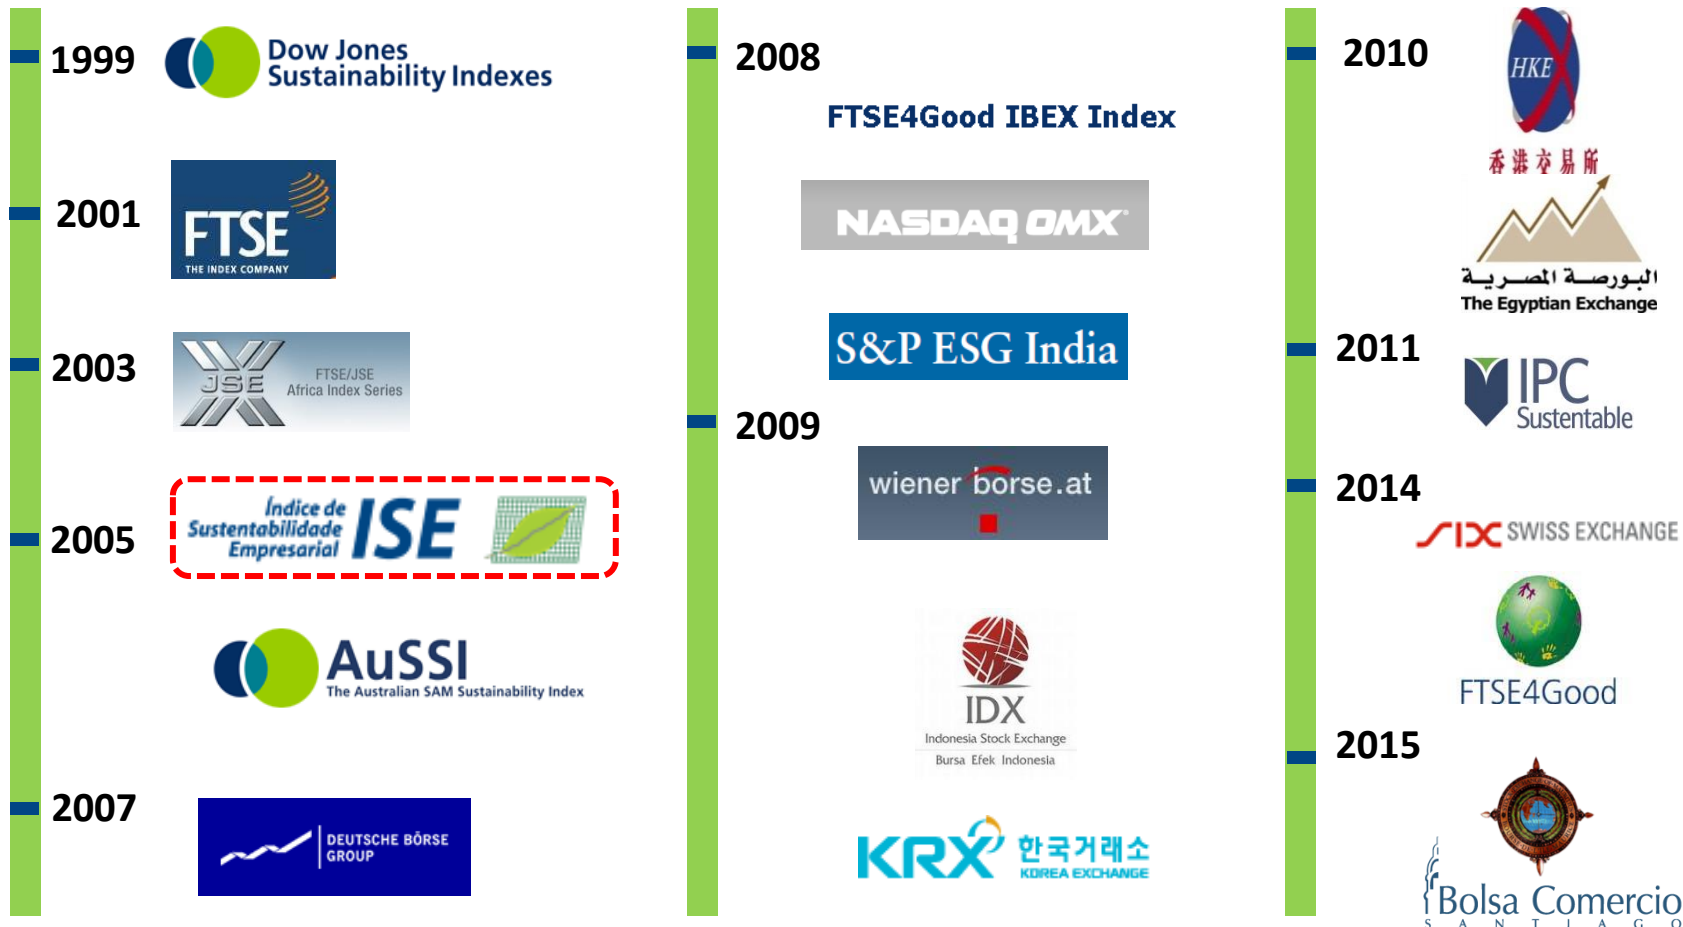 1999
Dow Jones
Sustainability Indexes
2001
FTSE
THE INDEX COMPANY
2003
JSE
FTSE/JSE
Africa Index Series
2005
Índice de
Sustentabilidade
Empresarial
ISE
AuSSI
The Australian SAM Sustainability Index
2007
DEUTSCHE BÖRSE
GROUP
2008
FTSE4Good IBEX Index
NASDAQ OMX®
S&P ESG India
2009
wiener borse.at
IDX
Indonesia Stock Exchange
Bursa Efek Indonesia
KRX
한국거래소
KOREA EXCHANGE
2010
HKE
香港交易所
البورصة المصرية
The Egyptian Exchange
2011
IPC
Sustentable
2014
SIX SWISS EXCHANGE
FTSE4Good
2015
Bolsa Comercio
SANTIAGO